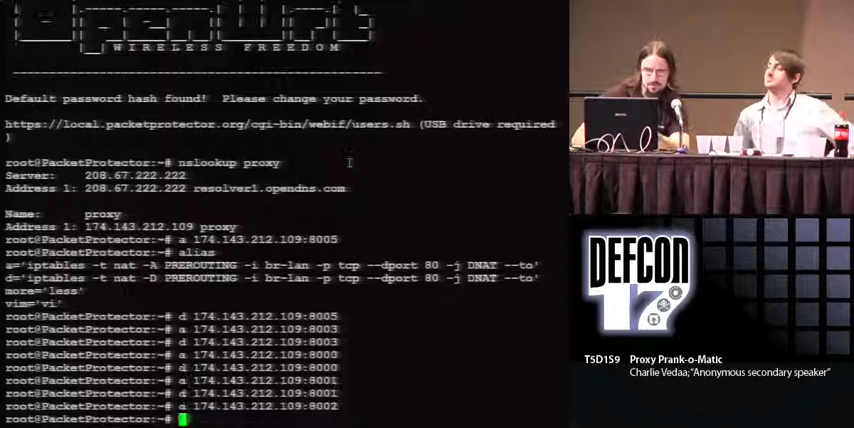 WIRELESS FREEDOM
Default password hash found!  Please change your password.
https://local.packetprotector.org/cgi-bin/webif/users.sh (USB drive required
)
root@PacketProtector:~# nslookup proxy
Server:    208.67.222.222
Address 1: 208.67.222.222 resolver1.opendns.com
Name:      proxy
Address 1: 174.143.212.109 proxy
root@PacketProtector:~# a 174.143.212.109:8005
root@PacketProtector:~# alias
a='iptables -t nat -A PREROUTING -i br-lan -p tcp --dport 80 -j DNAT --to'
d='iptables -t nat -D PREROUTING -i br-lan -p tcp --dport 80 -j DNAT --to'
more='less'
vim='vi'
root@PacketProtector:~# d 174.143.212.109:8005
root@PacketProtector:~# a 174.143.212.109:8003
root@PacketProtector:~# d 174.143.212.109:8003
root@PacketProtector:~# a 174.143.212.109:8000
root@PacketProtector:~# d 174.143.212.109:8000
root@PacketProtector:~# a 174.143.212.109:8001
root@PacketProtector:~# d 174.143.212.109:8001
root@PacketProtector:~# d 174.143.212.109:8002
root@PacketProtector:~#
DEFCON
17
T5D1S9 Proxy Prank-o-Matic
Charlie Vedaa; "Anonymous secondary speaker"